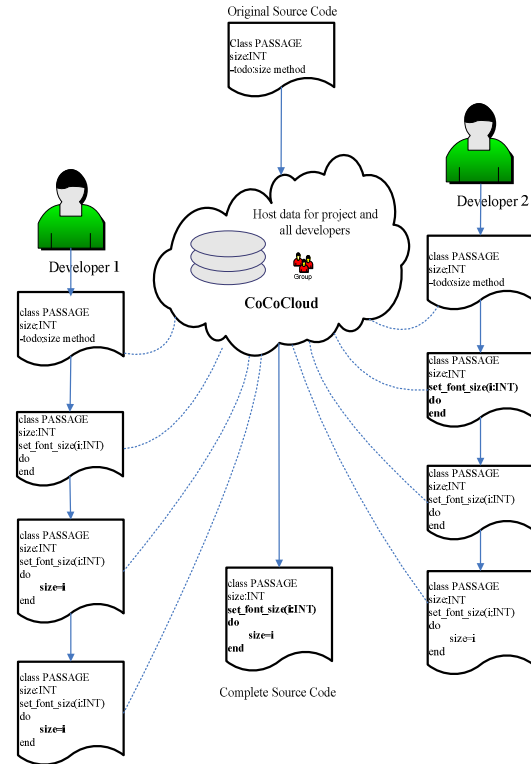 Original Source Code
Class PASSAGE
size:INT
--todo:size method
Host data for project and
all developers
Group
CoCoCloud
Developer 1
class PASSAGE
size:INT
-todo:size method
class PASSAGE
size:INT
set_font_size(i:INT)
do
end
class PASSAGE
size:INT
set_font_size(i:INT)
do
size=i
end
class PASSAGE
size:INT
set_font_size(i:INT)
do
size=i
end
class PASSAGE
size:INT
set_font_size(i:INT)
do
size=i
end
Complete Source Code
Developer 2
class PASSAGE
size:INT
--todo:size method
class PASSAGE
size:INT
set_font_size(i:INT)
do
end
class PASSAGE
size:INT
set_font_size(i:INT)
do
end
class PASSAGE
size:INT
set_font_size(i:INT)
do
size=i
end